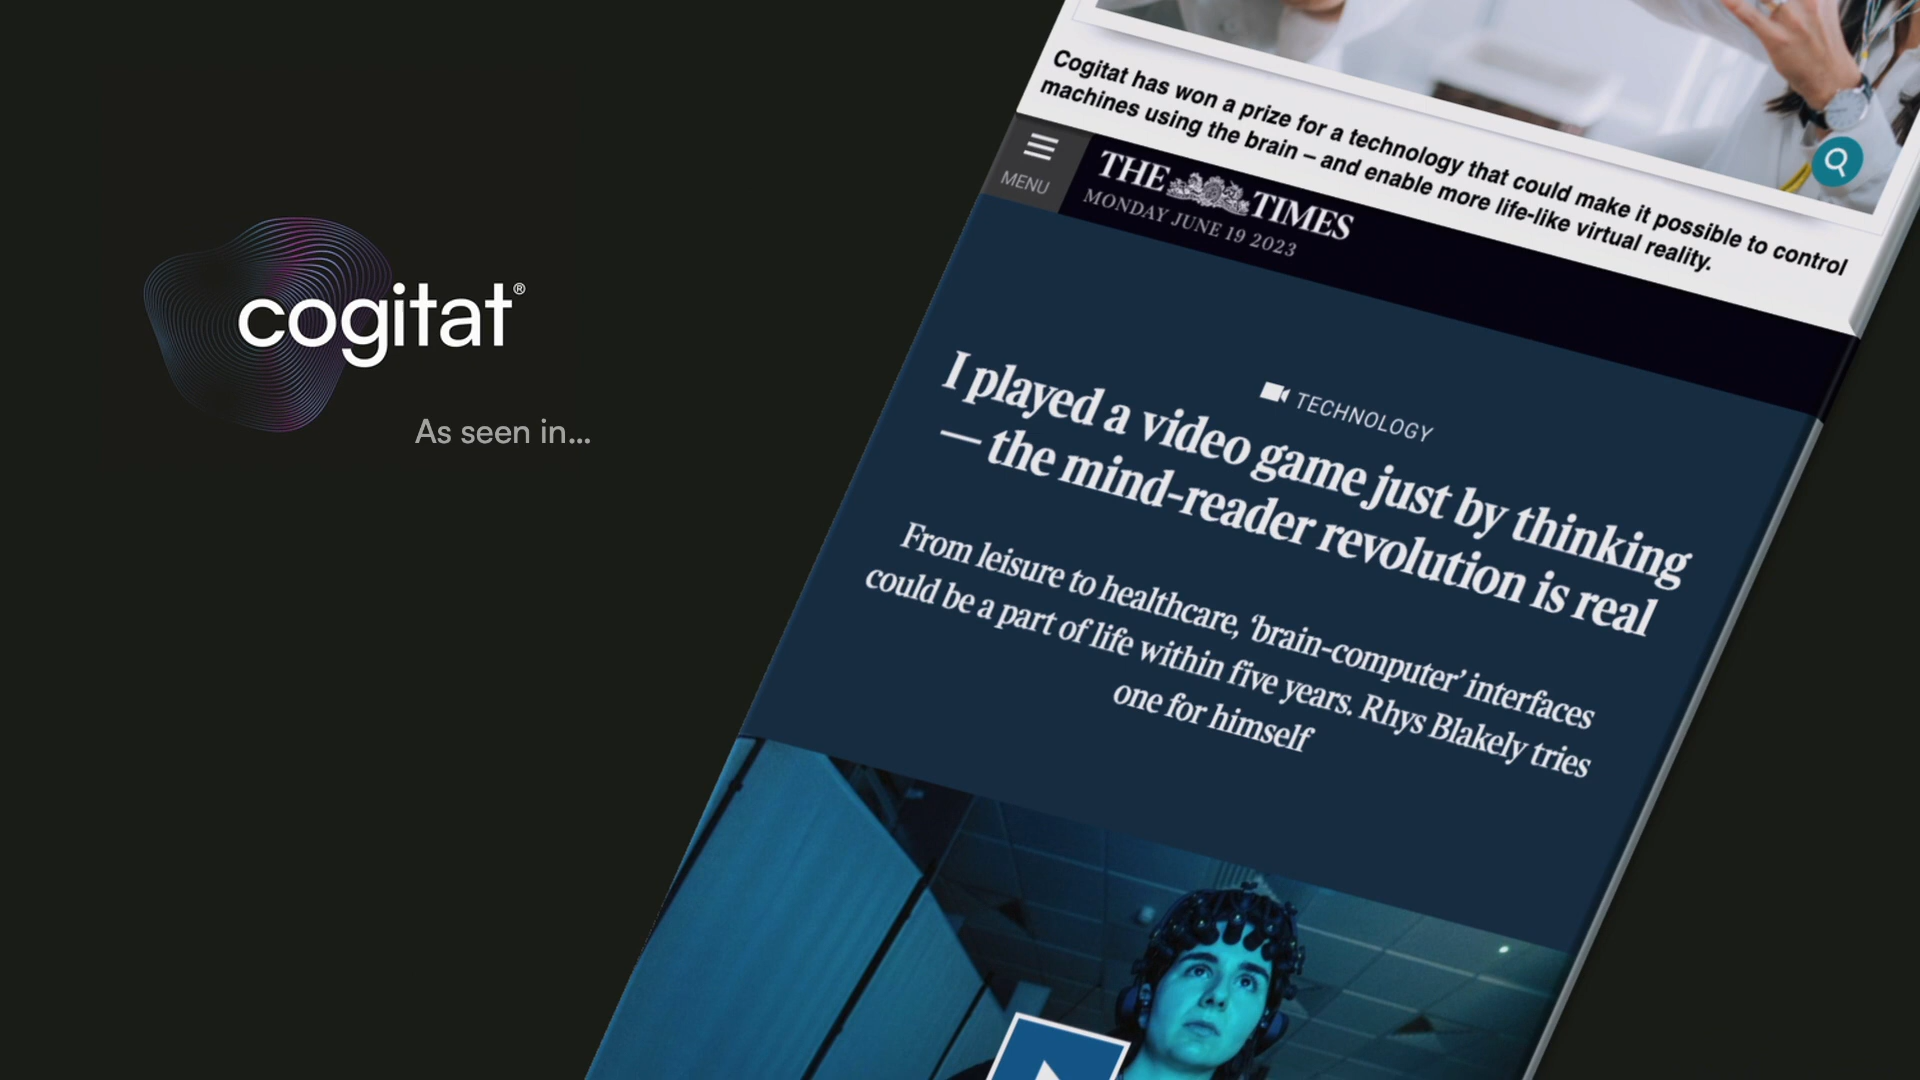 cogitat®
As seen in...
Cogitat has won a prize for a technology that could make it possible to control
machines using the brain – and enable more life-like virtual reality.
MENU
THE TIMES
MONDAY JUNE 19 2023
TECHNOLOGY
I played a video game just by thinking
— the mind-reader revolution is real
From leisure to healthcare, ‘brain-computer’ interfaces
could be a part of life within five years. Rhys Blakely tries
one for himself